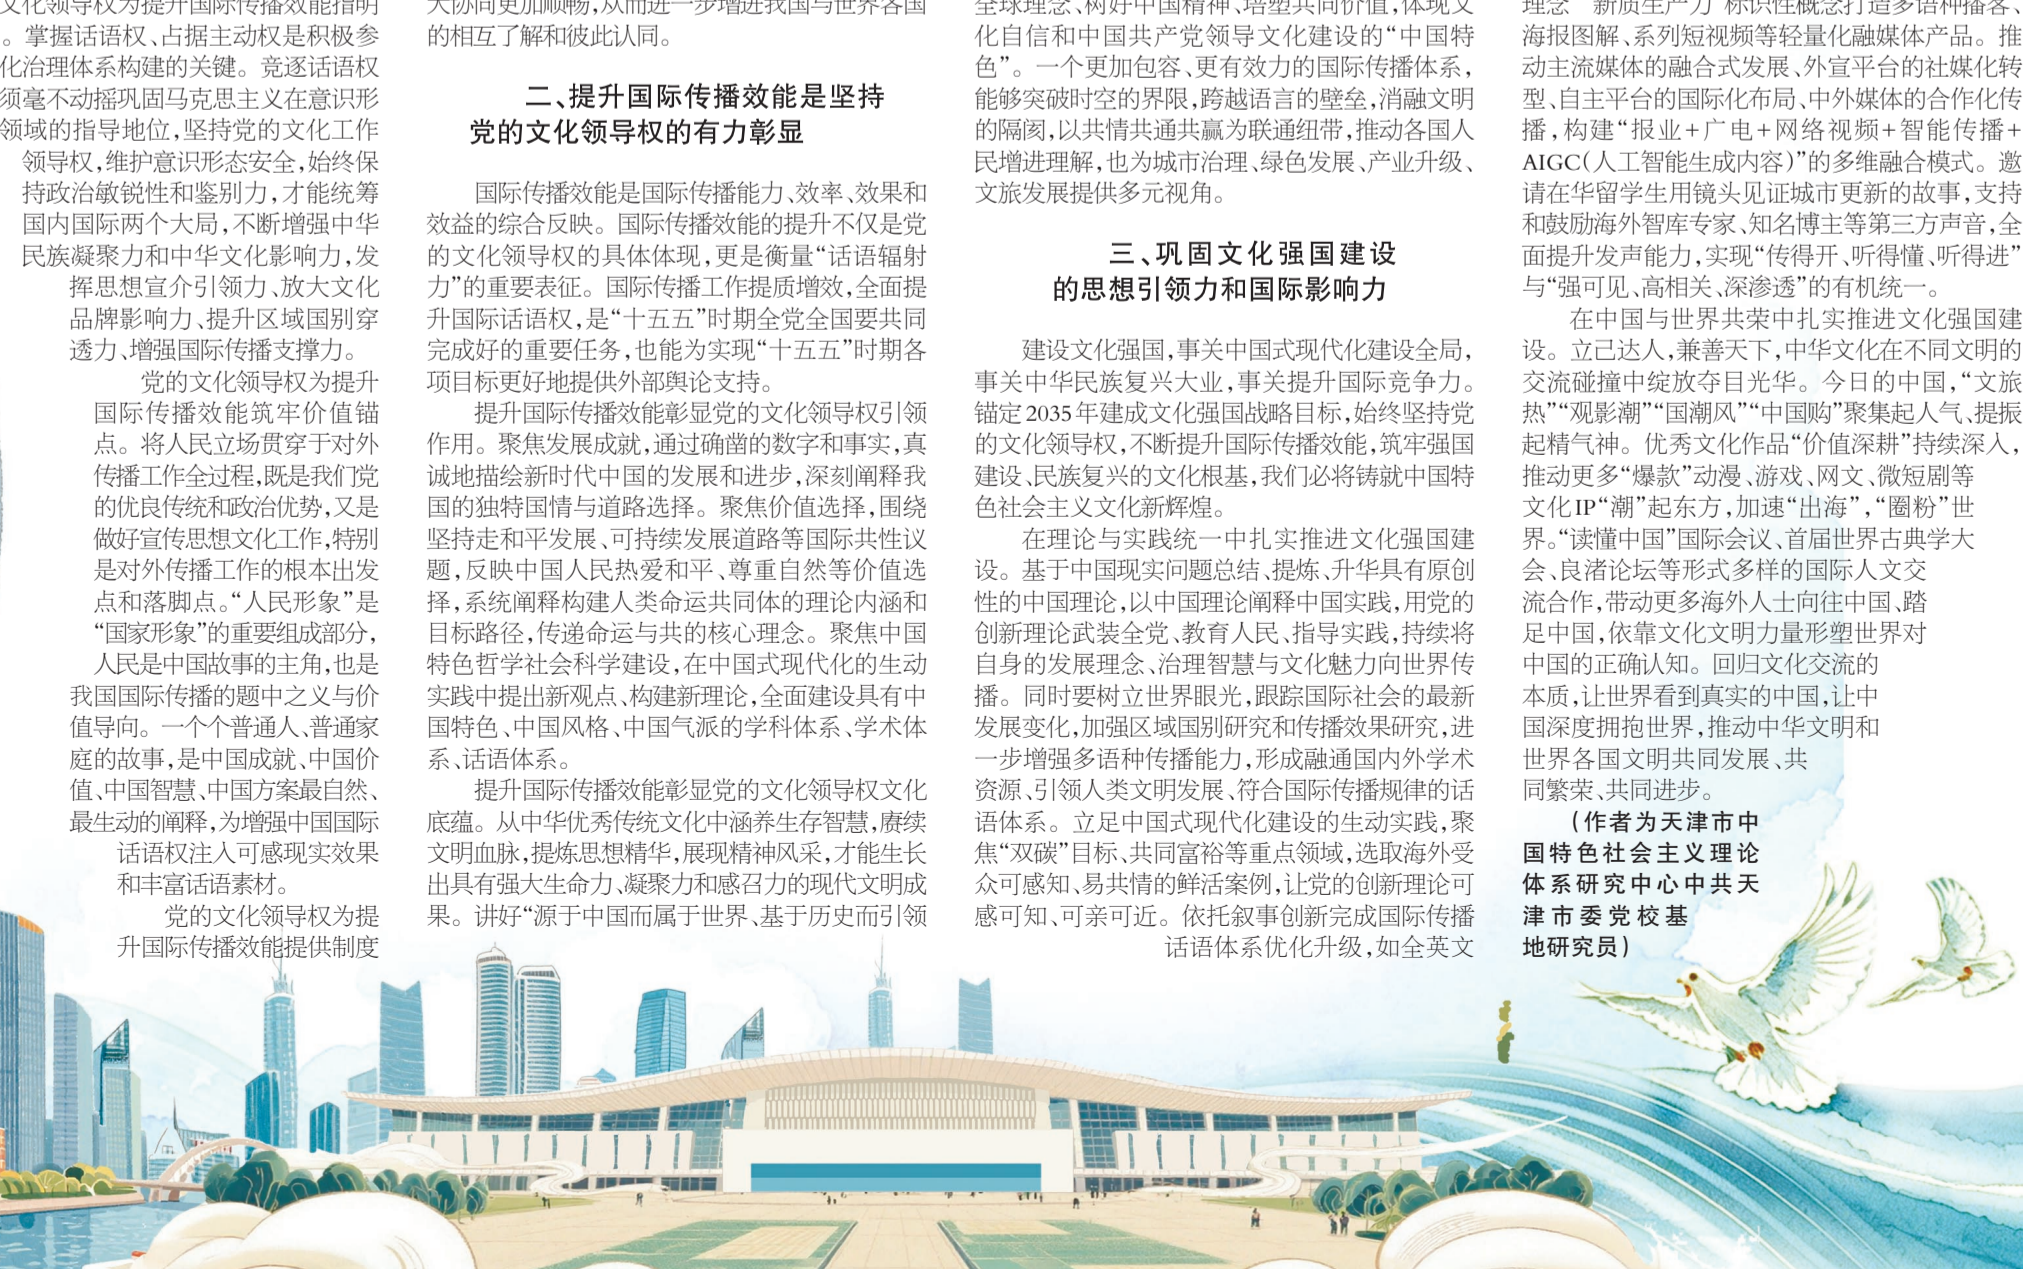 文化领导权为提升国际传播效能指明
。掌握话语权、占据主动权是积极参
化治理体系构建的关键。竞逐话语权
须毫不动摇巩固马克思主义在意识形
领域的指导地位,坚持党的文化工作
领导权,维护意识形态安全,始终保
持政治敏锐性和鉴别力,才能统筹
国内国际两个大局,不断增强中华
民族凝聚力和中华文化影响力,发
挥思想宣介引领力、放大文化
品牌影响力、提升区域国别穿
透力、增强国际传播支撑力。
党的文化领导权为提升
国际传播效能筑牢价值锚
点。将人民立场贯穿于对外
传播工作全过程,既是我们党
的优良传统和政治优势,又是
做好宣传思想文化工作,特别
是对外传播工作的根本出发
点和落脚点。“人民形象”是
“国家形象”的重要组成部分,
人民是中国故事的主角,也是
我国国际传播的题中之义与价
值导向。一个个普通人、普通家
庭的故事,是中国成就、中国价
值、中国智慧、中国方案最自然、
最生动的阐释,为增强中国国际
话语权注入可感现实效果
和丰富话语素材。
党的文化领导权为提
升国际传播效能提供制度
大协同更加顺畅,从而进一步增进我国与世界各国
的相互了解和彼此认同。
二、提升国际传播效能是坚持
党的文化领导权的有力彰显
国际传播效能是国际传播能力、效率、效果和
效益的综合反映。国际传播效能的提升不仅是党
的文化领导权的具体体现,更是衡量“话语辐射
力”的重要表征。国际传播工作提质增效,全面提
升国际话语权,是“十五五”时期全党全国要共同
完成好的重要任务,也能为实现“十五五”时期各
项目标更好地提供外部舆论支持。
提升国际传播效能彰显党的文化领导权引领
作用。聚焦发展成就,通过确凿的数字和事实,真
诚地描绘新时代中国的发展和进步,深刻阐释我
国的独特国情与道路选择。聚焦价值选择,围绕
坚持走和平发展、可持续发展道路等国际共性议
题,反映中国人民热爱和平、尊重自然等价值选
择,系统阐释构建人类命运共同体的理论内涵和
目标路径,传递命运与共的核心理念。聚焦中国
特色哲学社会科学建设,在中国式现代化的生动
实践中提出新观点、构建新理论,全面建设具有中
国特色、中国风格、中国气派的学科体系、学术体
系、话语体系。
提升国际传播效能彰显党的文化领导权文化
底蕴。从中华优秀传统文化中涵养生存智慧,赓续
文明血脉,提炼思想精华,展现精神风采,才能生长
出具有强大生命力、凝聚力和感召力的现代文明成
果。讲好“源于中国而属于世界、基于历史而引领
全球理念、树好中国精神、培塑共同价值,体现文
化自信和中国共产党领导文化建设的“中国特
色”。一个更加包容、更有效力的国际传播体系,
能够突破时空的界限,跨越语言的壁垒,消融文明
的隔阂,以共情共通共赢为联通纽带,推动各国人
民增进理解,也为城市治理、绿色发展、产业升级、
文旅发展提供多元视角。
三、巩固文化强国建设
的思想引领力和国际影响力
建设文化强国,事关中国式现代化建设全局,
事关中华民族复兴大业,事关提升国际竞争力。
锚定2035年建成文化强国战略目标,始终坚持党
的文化领导权,不断提升国际传播效能,筑牢强国
建设、民族复兴的文化根基,我们必将铸就中国特
色社会主义文化新辉煌。
在理论与实践统一中扎实推进文化强国建
设。基于中国现实问题总结、提炼、升华具有原创
性的中国理论,以中国理论阐释中国实践,用党的
创新理论武装全党、教育人民、指导实践,持续将
自身的发展理念、治理智慧与文化魅力向世界传
播。同时要树立世界眼光,跟踪国际社会的最新
发展变化,加强区域国别研究和传播效果研究,进
一步增强多语种传播能力,形成融通国内外学术
资源、引领人类文明发展、符合国际传播规律的话
语体系。立足中国式现代化建设的生动实践,聚
焦“双碳”目标、共同富裕等重点领域,选取海外受
众可感知、易共情的鲜活案例,让党的创新理论可
感可知、可亲可近。依托叙事创新完成国际传播
话语体系优化升级,如全英文
理念“新质生产力”标识性概念打造多语种播客、
海报图解、系列短视频等轻量化融媒体产品。推
动主流媒体的融合式发展、外宣平台的社媒化转
型、自主平台的国际化布局、中外媒体的合作化传
播,构建“报业+广电+网络视频+智能传播+
AIGC(人工智能生成内容)”的多维融合模式。邀
请在华留学生用镜头见证城市更新的故事,支持
和鼓励海外智库专家、知名博主等第三方声音,全
面提升发声能力,实现“传得开、听得懂、听得进”
与“强可见、高相关、深渗透”的有机统一。
在中国与世界共荣中扎实推进文化强国建
设。立己达人,兼善天下,中华文化在不同文明的
交流碰撞中绽放夺目光华。今日的中国,“文旅
热”“观影潮”“国潮风”“中国购”聚集起人气、提振
起精气神。优秀文化作品“价值深耕”持续深入,
推动更多“爆款”动漫、游戏、网文、微短剧等
文化IP“潮”起东方,加速“出海”,“圈粉”世
界。“读懂中国”国际会议、首届世界古典学大
会、良渚论坛等形式多样的国际人文交
流合作,带动更多海外人士向往中国、踏
足中国,依靠文化文明力量形塑世界对
中国的正确认知。回归文化交流的
本质,让世界看到真实的中国,让中
国深度拥抱世界,推动中华文明和
世界各国文明共同发展、共
同繁荣、共同进步。
(作者为天津市中
国特色社会主义理论
体系研究中心中共天
津市委党校基
地研究员)